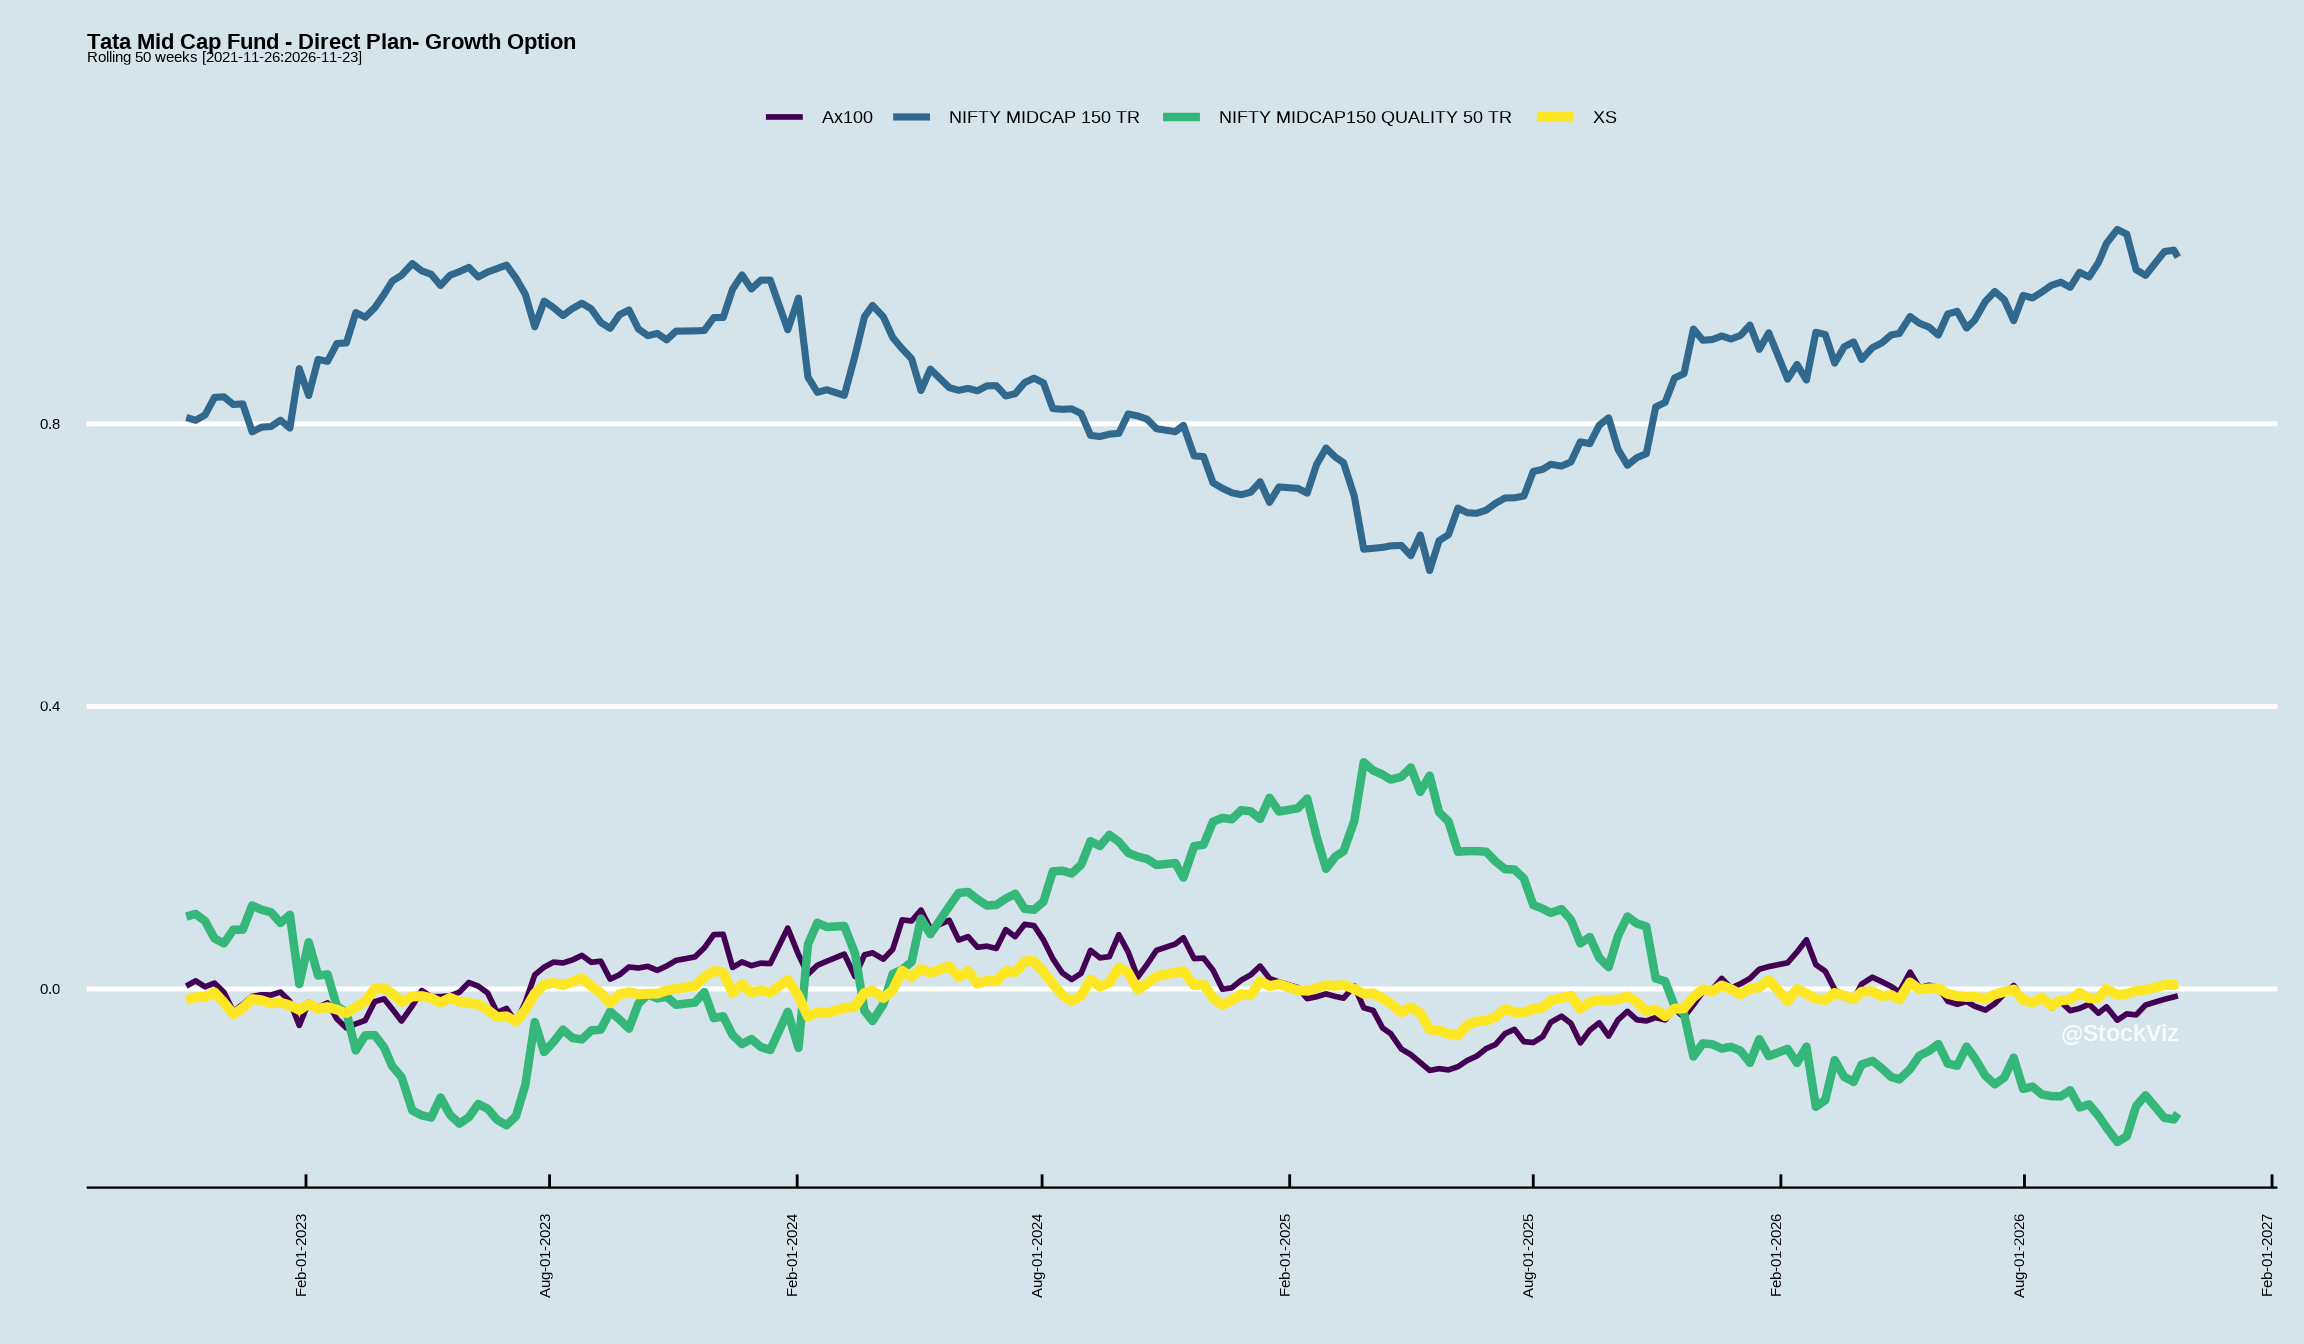 Tata Mid Cap Fund - Direct Plan- Growth Option
Rolling 50 weeks [2021-11-26:2026-11-23]
Ax100 NIFTY MIDCAP 150 TR NIFTY MIDCAP150 QUALITY 50 TR XS
0.8
0.4
0.0
@StockViz
Feb-01-2023 Aug-01-2023 Feb-01-2024 Aug-01-2024 Feb-01-2025 Aug-01-2025 Feb-01-2026 Aug-01-2026 Feb-01-2027